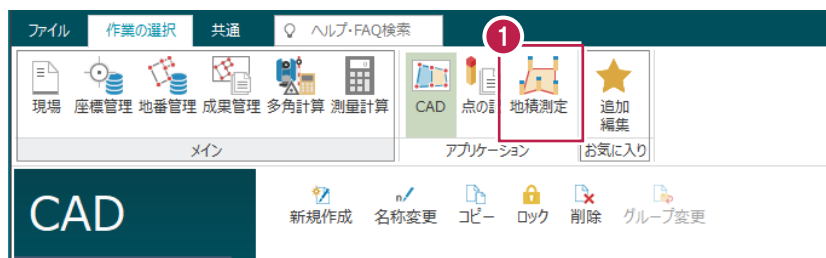 ファイル 作業の選択 共通 ヘルプ・FAQ検索
1
現場 座標管理 地番管理 成果管理 多角計算 測量計算 CAD 点の記 地積測定 追加
編集
メイン アプリケーション お気に入り
CAD
新規作成 名称変更 コピー ロック 削除 グループ変更